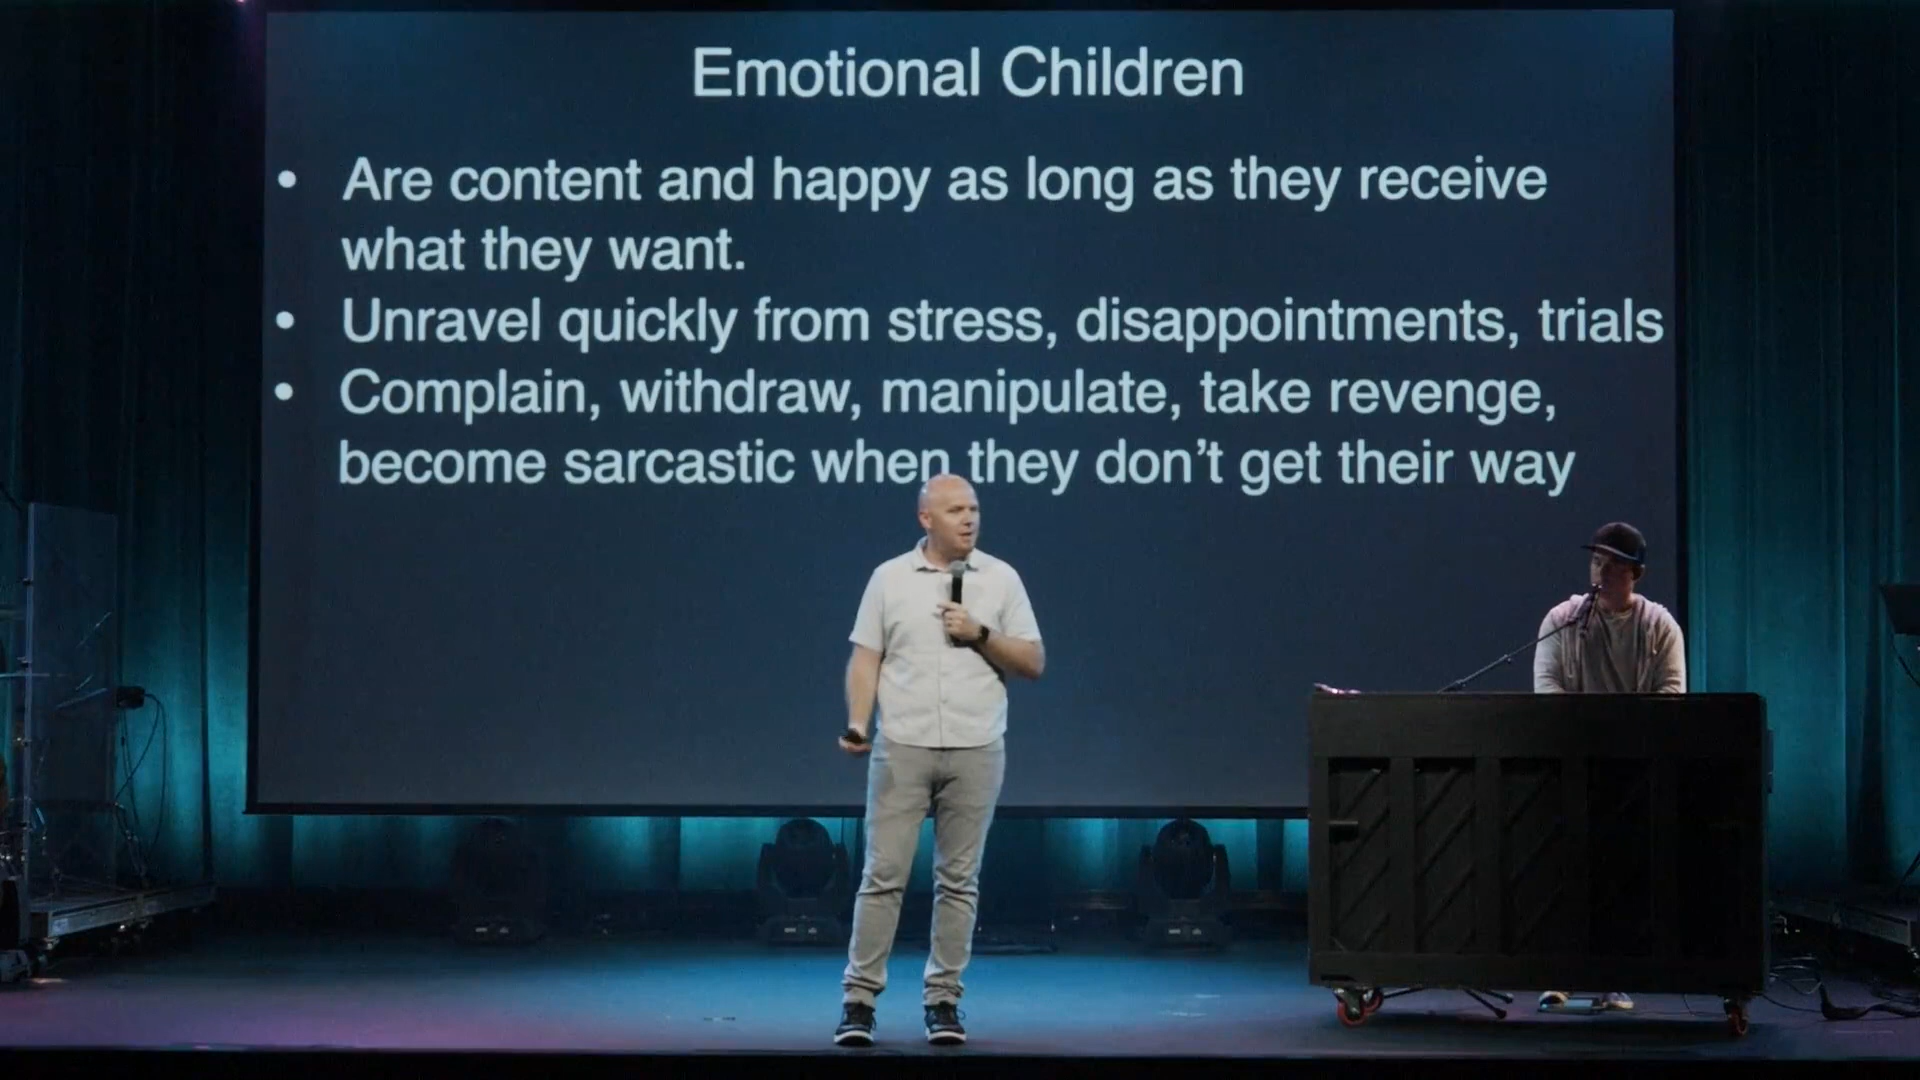 Emotional Children
• Are content and happy as long as they receive
what they want.
• Unravel quickly from stress, disappointments, trials
• Complain, withdraw, manipulate, take revenge,
become sarcastic when they don’t get their way